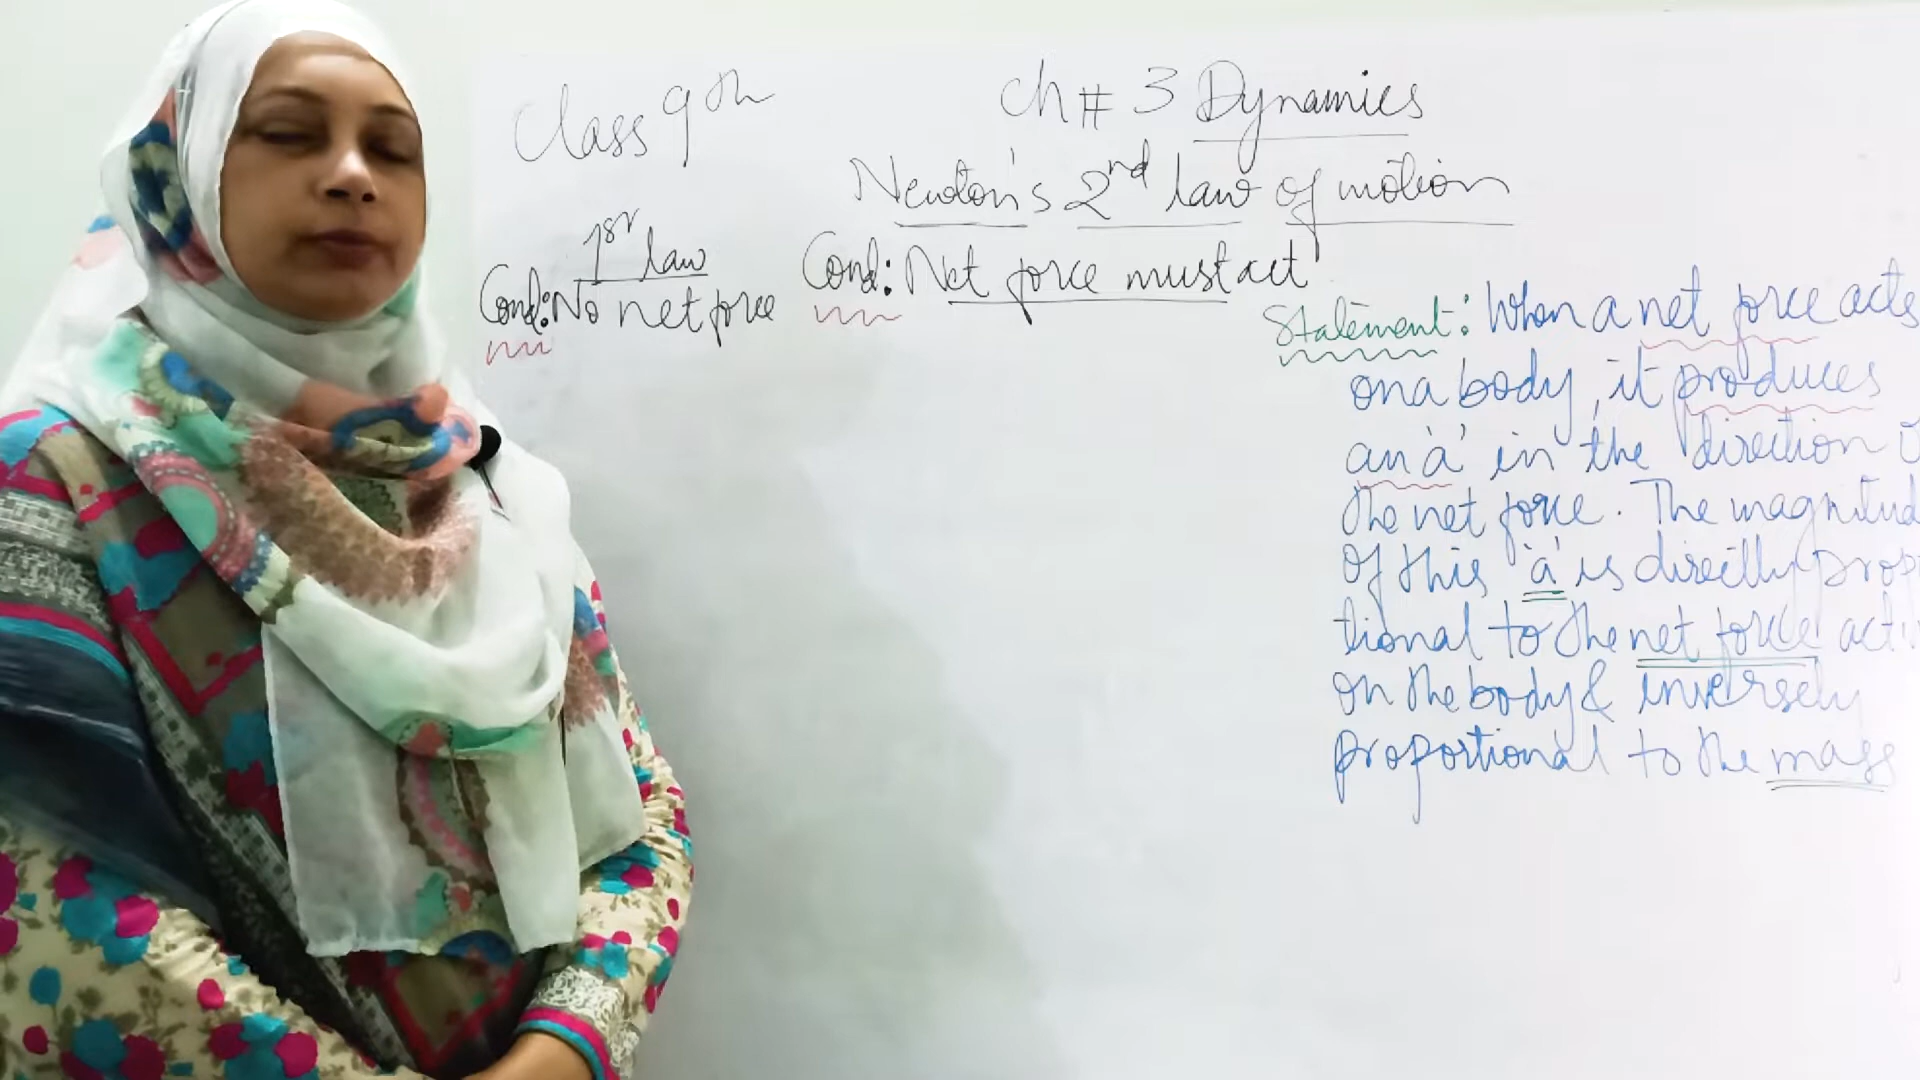 Class 9th
Ch # 3 Dynamics
Newton's 2nd law of motion
1st law
Cond: No net force
Cond: Net force must act
Statement: When a net force acts
on a body, it produces
an 'a' in the direction
the net force. The magnitud
of this 'a' is directly prop
tional to the net force acti
on the body & inversely
proportional to the mass